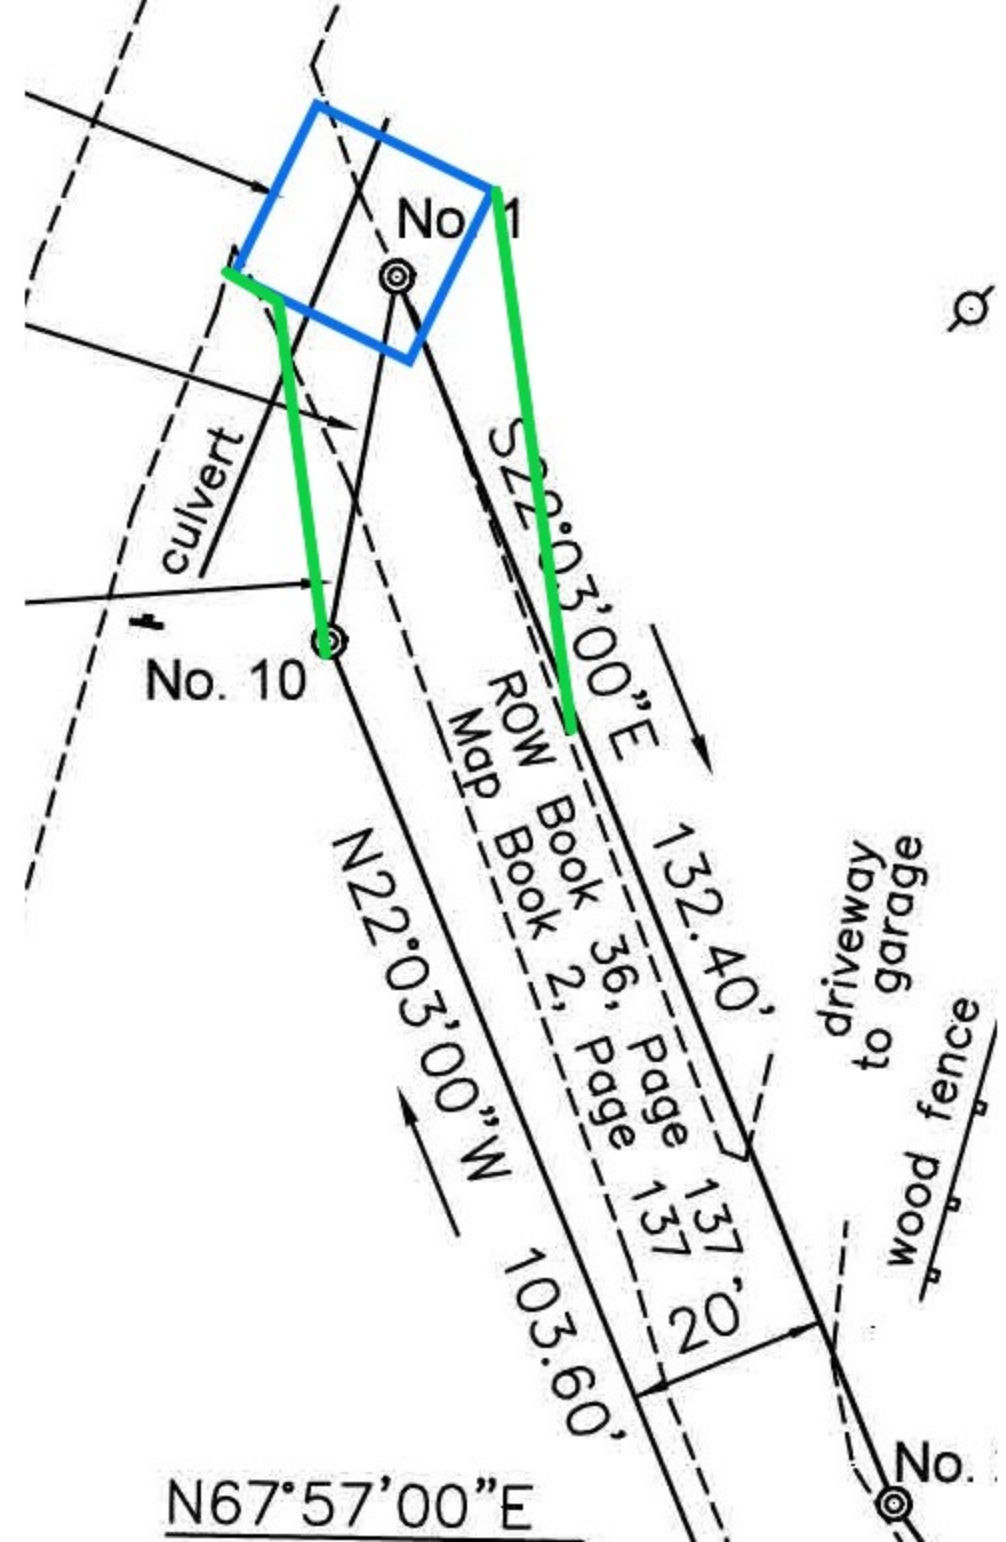 No. 1
culvert
S22°03'00"E
No. 10
ROW Book 36, Page 137
Map Book 2, Page 137
132.40'
N22°03'00"W
driveway
to garage
wood fence
20'
103.60'
No.
N67°57'00"E